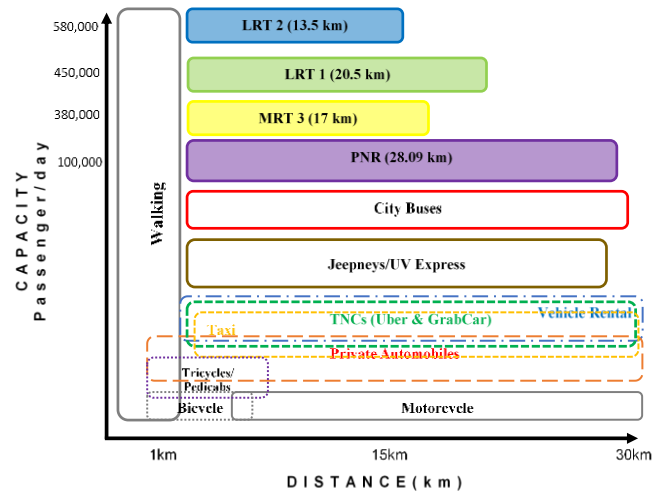 580,000
LRT 2 (13.5 km)
450,000
LRT 1 (20.5 km)
380,000
MRT 3 (17 km)
100,000
PNR (28.09 km)
CAPACITY
Passenger/day
Walking
City Buses
Jeepneys/UV Express
Vehicle Rental
TNCs (Uber & GrabCar)
Taxi
Private Automobiles
Tricycles/
Pedicabs
Bicycle
Motorcycle
1km
15km
30km
DISTANCE(km)